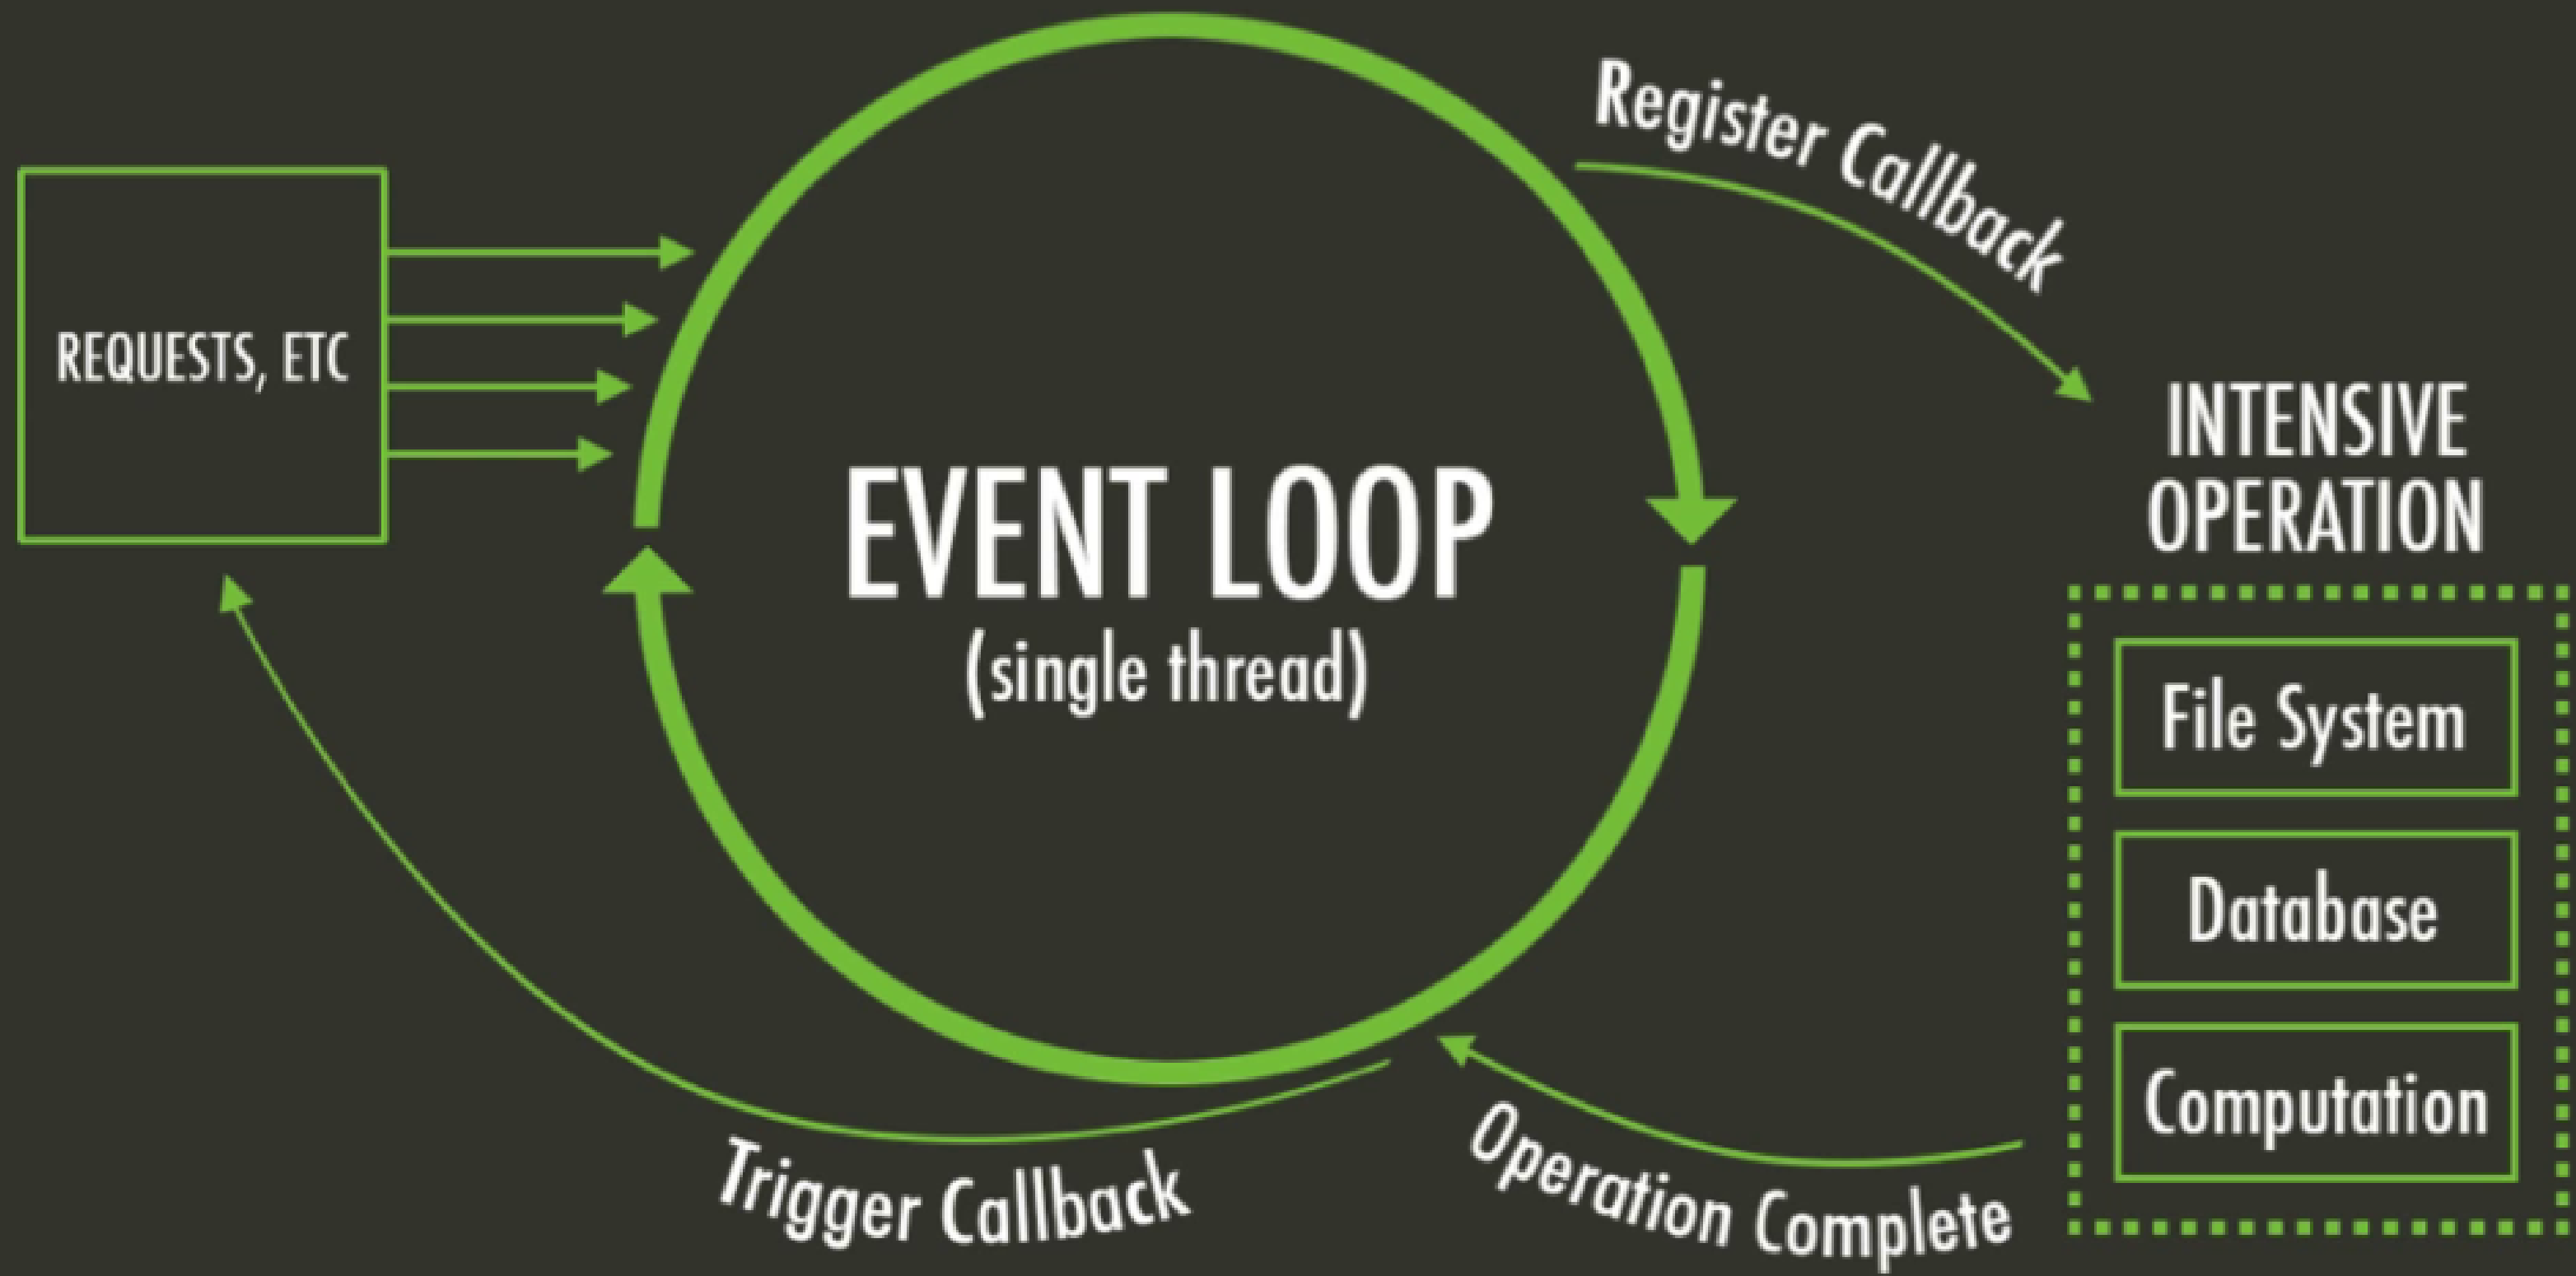 Register Callback
REQUESTS, ETC
EVENT LOOP
(single thread)
INTENSIVE
OPERATION
File System
Database
Computation
Operation Complete
Trigger Callback